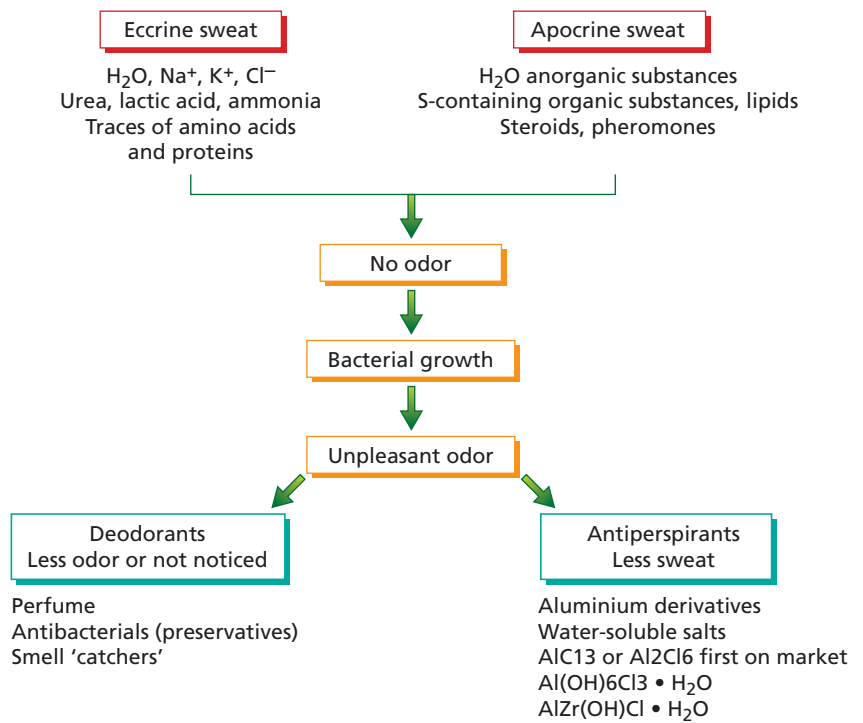 Eccrine sweat
H₂O, Na⁺, K⁺, Cl⁻
Urea, lactic acid, ammonia
Traces of amino acids
and proteins
Apocrine sweat
H₂O anorganic substances
S-containing organic substances, lipids
Steroids, pheromones
No odor
Bacterial growth
Unpleasant odor
Deodorants
Less odor or not noticed
Perfume
Antibacterials (preservatives)
Smell ‘catchers’
Antiperspirants
Less sweat
Aluminium derivatives
Water-soluble salts
AlC13 or Al2Cl6 first on market
Al(OH)6Cl3 • H₂O
AlZr(OH)Cl • H₂O